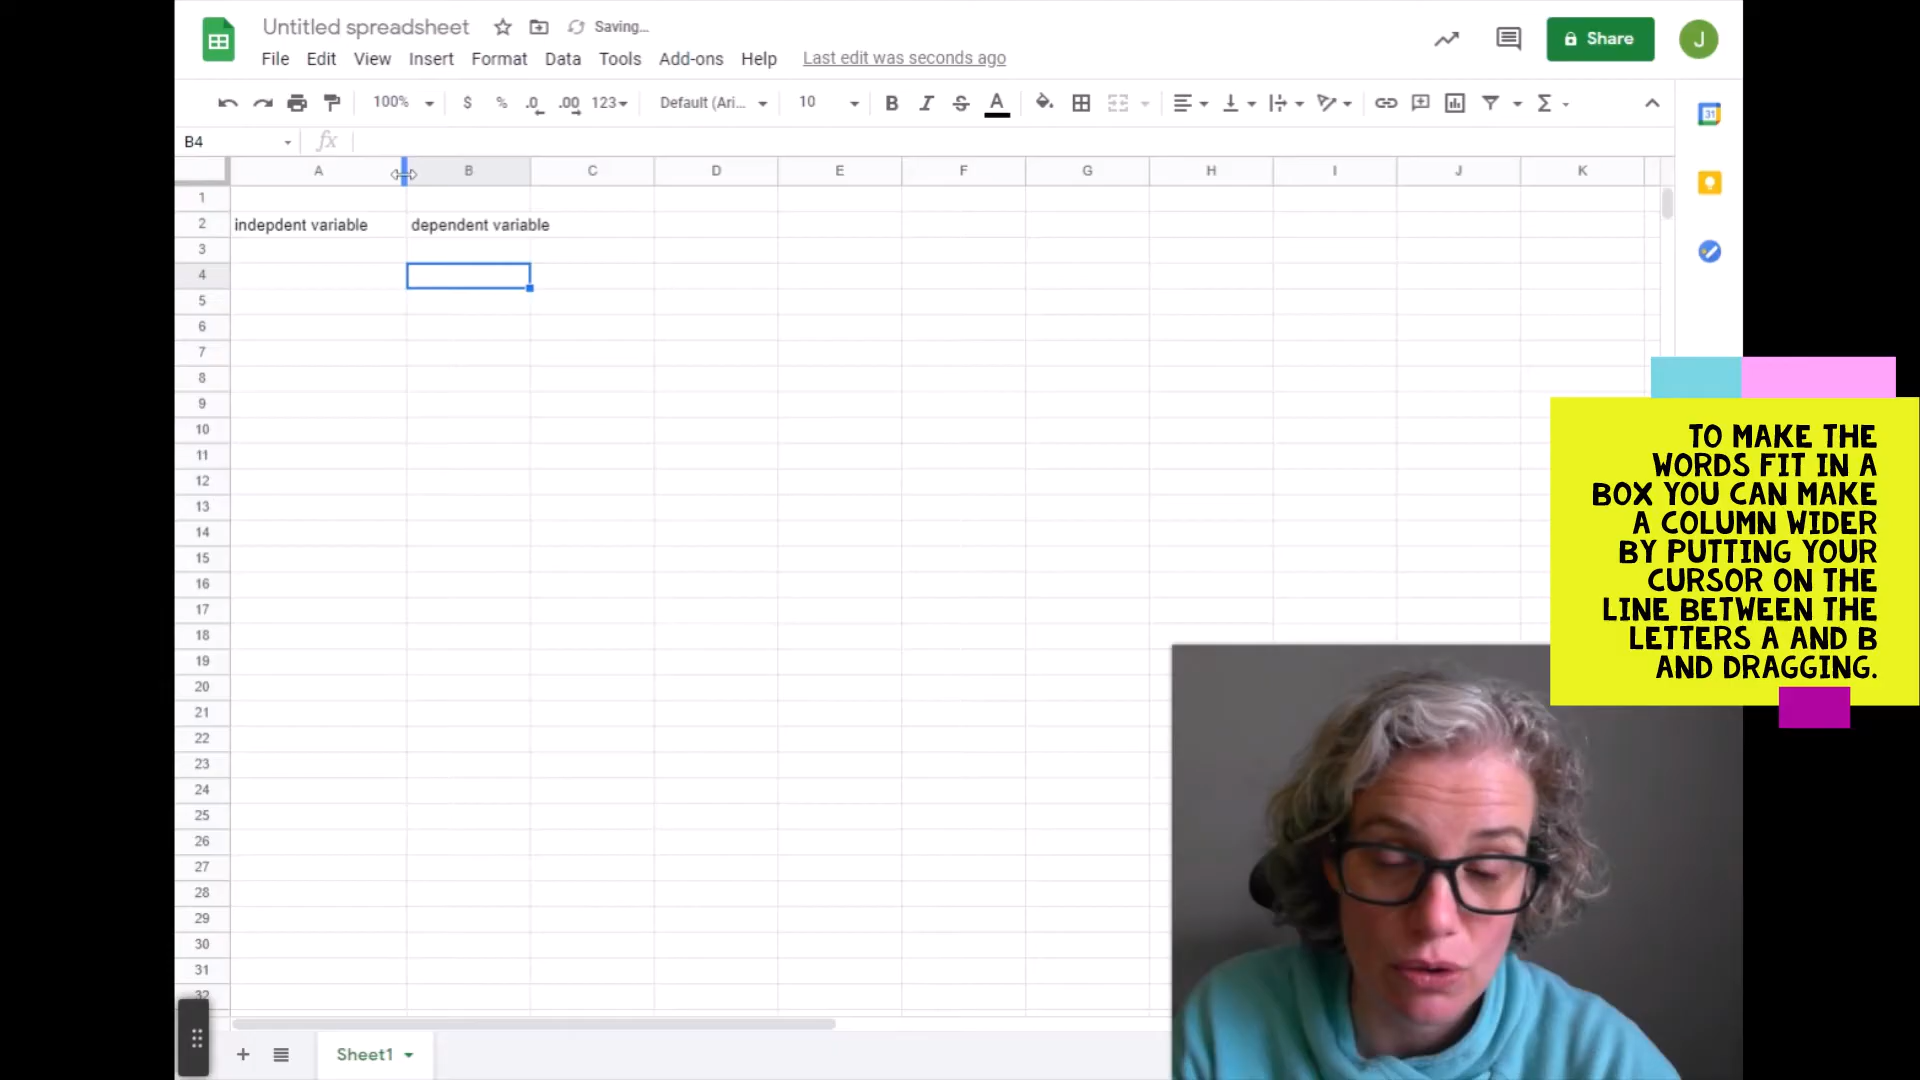 Untitled spreadsheet Saving...
File Edit View Insert Format Data Tools Add-ons Help Last edit was seconds ago
Share J
100% $ % .0 .00 123 Default (Ari... 10 B I S A Σ
31
B4 fx
A B C D E F G H I J K
1
2 indepdent variable dependent variable
3
4
5
6
7
8
9
10
11
12
13
14
15
16
17
18
19
20
21
22
23
24
25
26
27
28
29
30
31
32
TO MAKE THE
WORDS FIT IN A
BOX YOU CAN MAKE
A COLUMN WIDER
BY PUTTING YOUR
CURSOR ON THE
LINE BETWEEN THE
LETTERS A AND B
AND DRAGGING.
+ Sheet1